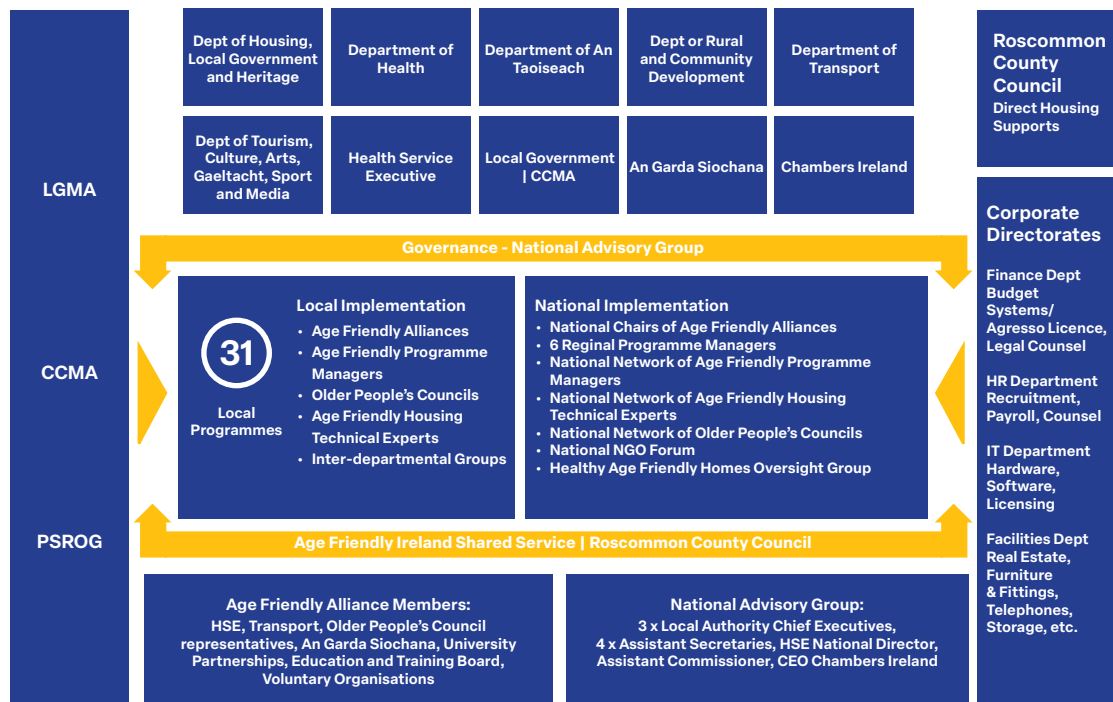 LGMA
CCMA
PSROG
Dept of Housing,
Local Government
and Heritage
Department of
Health
Department of An
Taoiseach
Dept or Rural
and Community
Development
Department of
Transport
Dept of Tourism,
Culture, Arts,
Gaeltacht, Sport
and Media
Health Service
Executive
Local Government
| CCMA
An Garda Siochana
Chambers Ireland
Governance - National Advisory Group
31
Local
Programmes
Local Implementation
• Age Friendly Alliances
• Age Friendly Programme
Managers
• Older People's Councils
• Age Friendly Housing
Technical Experts
• Inter-departmental Groups
National Implementation
• National Chairs of Age Friendly Alliances
• 6 Reginal Programme Managers
• National Network of Age Friendly Programme
Managers
• National Network of Age Friendly Housing
Technical Experts
• National Network of Older People's Councils
• National NGO Forum
• Healthy Age Friendly Homes Oversight Group
Age Friendly Ireland Shared Service | Roscommon County Council
Age Friendly Alliance Members:
HSE, Transport, Older People's Council
representatives, An Garda Siochana, University
Partnerships, Education and Training Board,
Voluntary Organisations
National Advisory Group:
3 x Local Authority Chief Executives,
4 x Assistant Secretaries, HSE National Director,
Assistant Commissioner, CEO Chambers Ireland
Roscommon
County
Council
Direct Housing
Supports
Corporate
Directorates
Finance Dept
Budget
Systems/
Agresso Licence,
Legal Counsel
HR Department
Recruitment,
Payroll, Counsel
IT Department
Hardware,
Software,
Licensing
Facilities Dept
Real Estate,
Furniture
& Fittings,
Telephones,
Storage, etc.